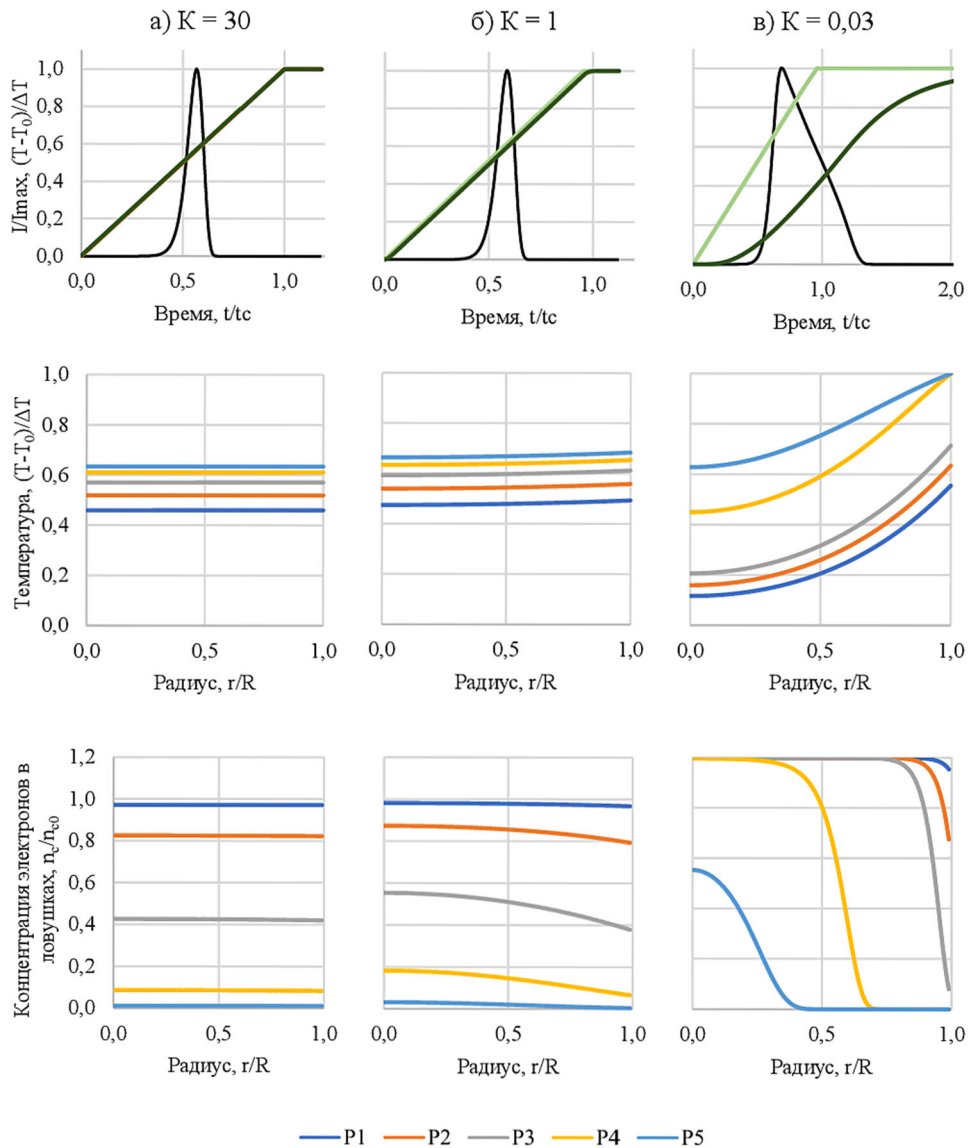 а) К = 30
б) К = 1
в) К = 0,03
I/Imax, (T-T₀)/ΔT
1,0
0,8
0,6
0,4
0,2
0,0
0,0 0,5 1,0
Время, t/tc
0,0 0,5 1,0
Время, t/tc
0,0 1,0 2,0
Время, t/tc
Температура, (T-T₀)/ΔT
1,0
0,8
0,6
0,4
0,2
0,0
0,0 0,5 1,0
Радиус, r/R
0,0 0,5 1,0
Радиус, r/R
0,0 0,5 1,0
Радиус, r/R
Концентрация электронов в
ловушках, n_c/n_c0
1,2
1,0
0,8
0,6
0,4
0,2
0,0
0,0 0,5 1,0
Радиус, r/R
0,0 0,5 1,0
Радиус, r/R
0,0 0,5 1,0
Радиус, r/R
P1 P2 P3 P4 P5